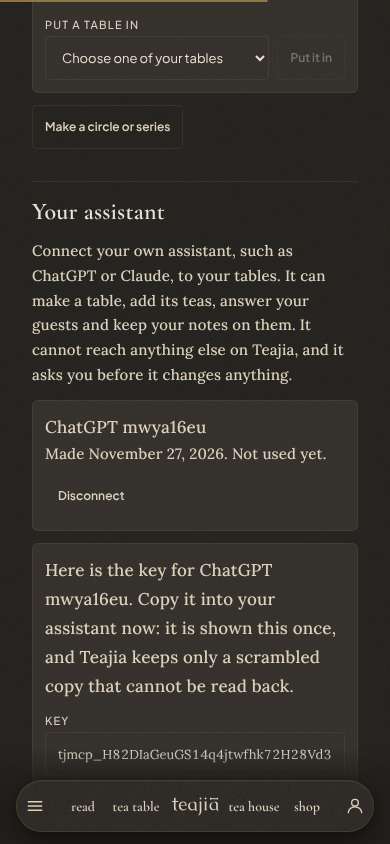 PUT A TABLE IN
Choose one of your tables
Put it in
Make a circle or series
Your assistant
Connect your own assistant, such as
ChatGPT or Claude, to your tables. It can
make a table, add its teas, answer your
guests and keep your notes on them. It
cannot reach anything else on Teajia, and it
asks you before it changes anything.
ChatGPT mwya16eu
Made November 27, 2026. Not used yet.
Disconnect
Here is the key for ChatGPT
mwya16eu. Copy it into your
assistant now: it is shown this once,
and Teajia keeps only a scrambled
copy that cannot be read back.
KEY
tjmcp_H82DIaGeuGS14q4jtwfhk72H28Vd3
read
tea table
teajiā
tea house
shop